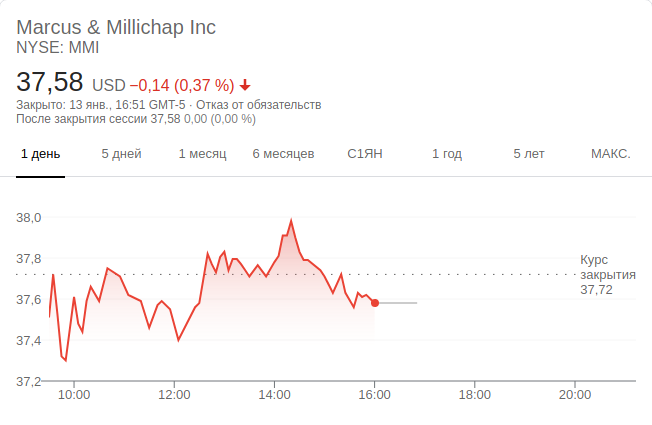 Marcus & Millichap Inc
NYSE: MMI
37,58 USD −0,14 (0,37 %)
Закрыто: 13 янв., 16:51 GMT-5 · Отказ от обязательств
После закрытия сессии 37,58 0,00 (0,00 %)
1 день 5 дней 1 месяц 6 месяцев С1ЯН 1 год 5 лет МАКС.
38,0
37,8
Курс
закрытия
37,72
37,6
37,4
37,2
10:00 12:00 14:00 16:00 18:00 20:00